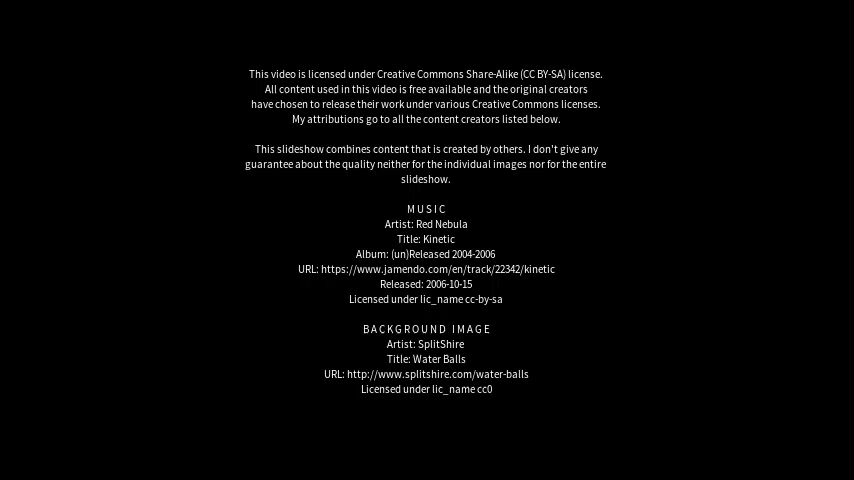 This video is licensed under Creative Commons Share-Alike (CC BY-SA) license.
All content used in this video is free available and the original creators
have chosen to release their work under various Creative Commons licenses.
My attributions go to all the content creators listed below.
This slideshow combines content that is created by others. I don't give any
guarantee about the quality neither for the individual images nor for the entire
slideshow.
MUSIC
Artist: Red Nebula
Title: Kinetic
Album: (un)Released 2004-2006
URL: https://www.jamendo.com/en/track/22342/kinetic
Released: 2006-10-15
Licensed under lic_name cc-by-sa
BACKGROUND IMAGE
Artist: SplitShire
Title: Water Balls
URL: http://www.splitshire.com/water-balls
Licensed under lic_name cc0